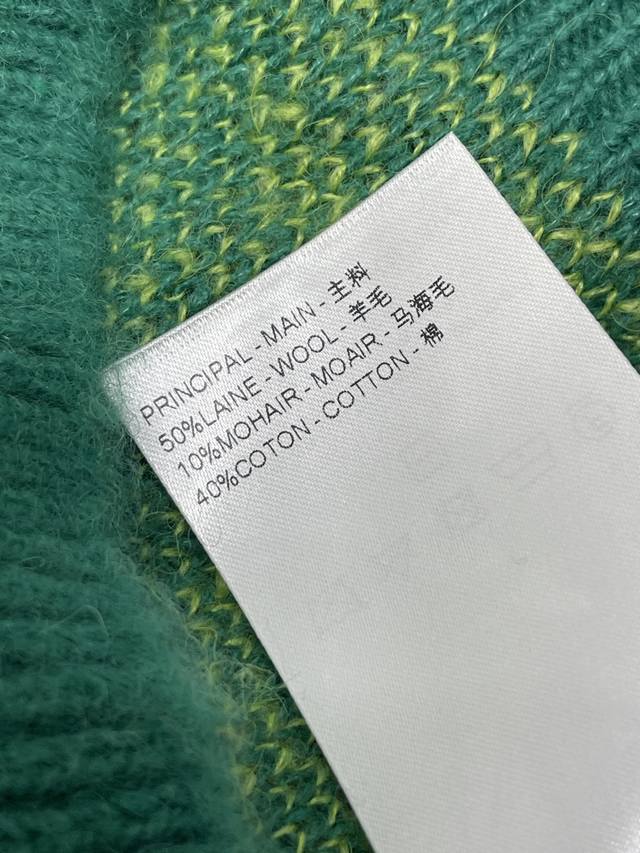 PRINCIPAL - MAIN - 主料
50%LAINE - WOOL - 羊毛
10%MOHAIR - MOAIR - 马海毛
40%COTON - COTTON - 棉